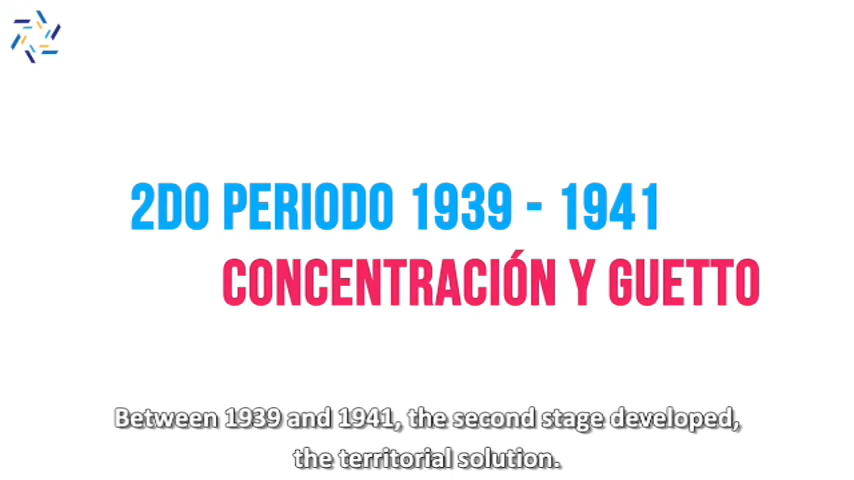 2DO PERIODO 1939 - 1941
CONCENTRACIÓN Y GUETTO
Between 1939 and 1941, the second stage developed,
the territorial solution.